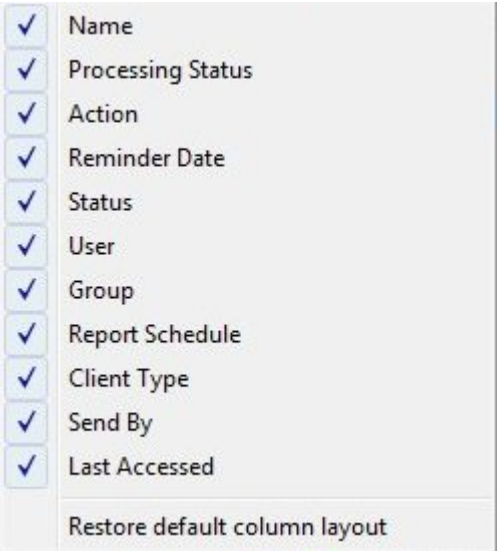 Name
Processing Status
Action
Reminder Date
Status
User
Group
Report Schedule
Client Type
Send By
Last Accessed
Restore default column layout